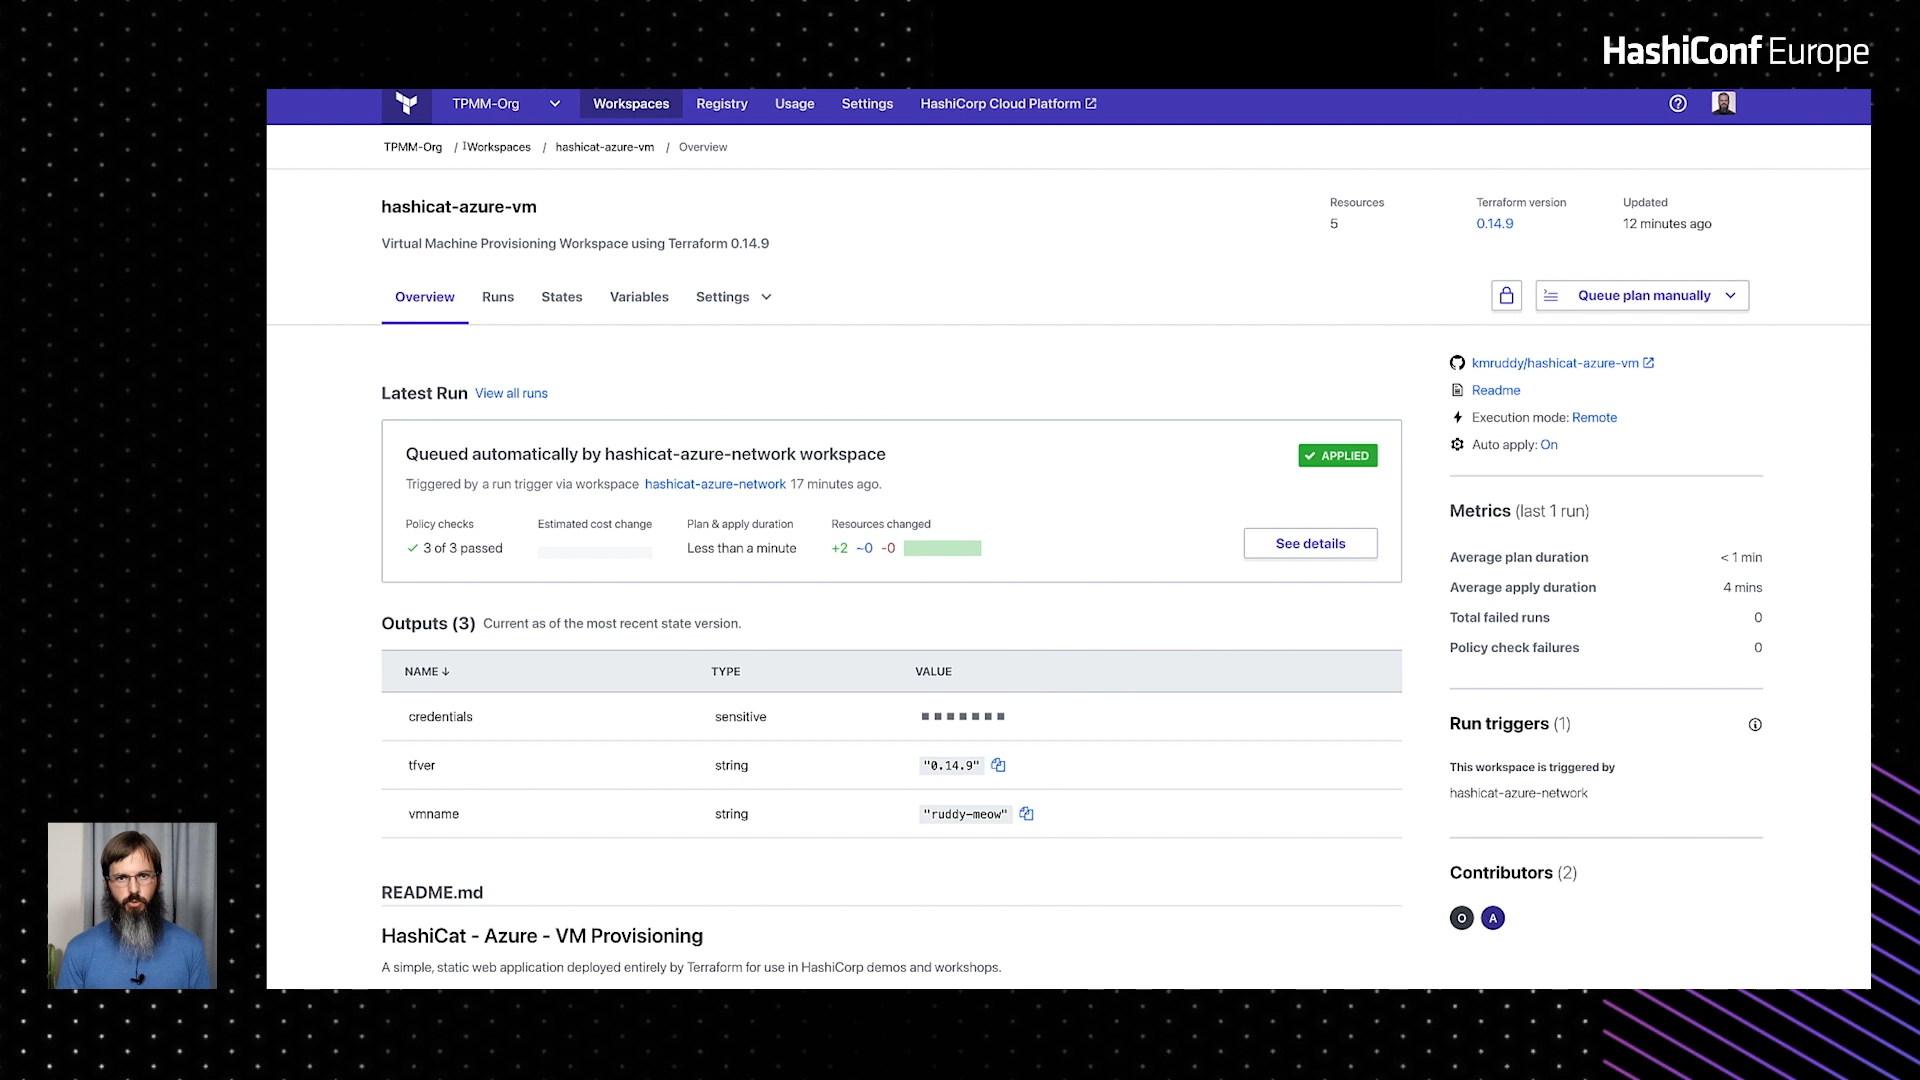 HashiConf Europe
TPMM-Org Workspaces Registry Usage Settings HashiCorp Cloud Platform
TPMM-Org / Workspaces / hashicat-azure-vm / Overview
hashicat-azure-vm
Resources Terraform version Updated
5 0.14.9 12 minutes ago
Virtual Machine Provisioning Workspace using Terraform 0.14.9
Overview Runs States Variables Settings
Queue plan manually
kmruddy/hashicat-azure-vm
Readme
Execution mode: Remote
Auto apply: On
Latest Run View all runs
Queued automatically by hashicat-azure-network workspace
APPLIED
Triggered by a run trigger via workspace hashicat-azure-network 17 minutes ago.
Policy checks Estimated cost change Plan & apply duration Resources changed
3 of 3 passed Less than a minute +2 ~0 -0
See details
Metrics (last 1 run)
Average plan duration < 1 min
Average apply duration 4 mins
Total failed runs 0
Policy check failures 0
Outputs (3) Current as of the most recent state version.
NAME TYPE VALUE
credentials sensitive
tfver string "0.14.9"
vmname string "ruddy-meow"
Run triggers (1)
This workspace is triggered by
hashicat-azure-network
Contributors (2)
O A
README.md
HashiCat - Azure - VM Provisioning
A simple, static web application deployed entirely by Terraform for use in HashiCorp demos and workshops.